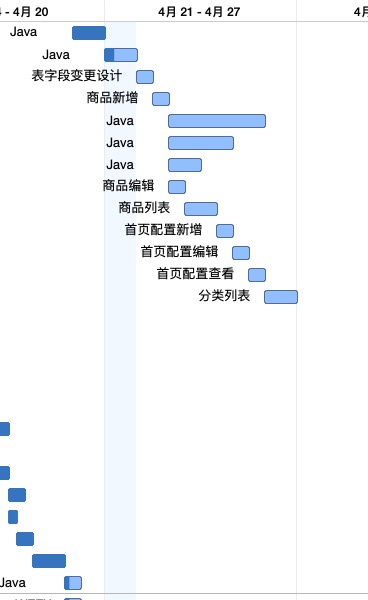 - 4月 20
4月 21 - 4月 27
Java
Java
表字段变更设计
商品新增
Java
Java
Java
商品编辑
商品列表
首页配置新增
首页配置编辑
首页配置查看
分类列表
Java